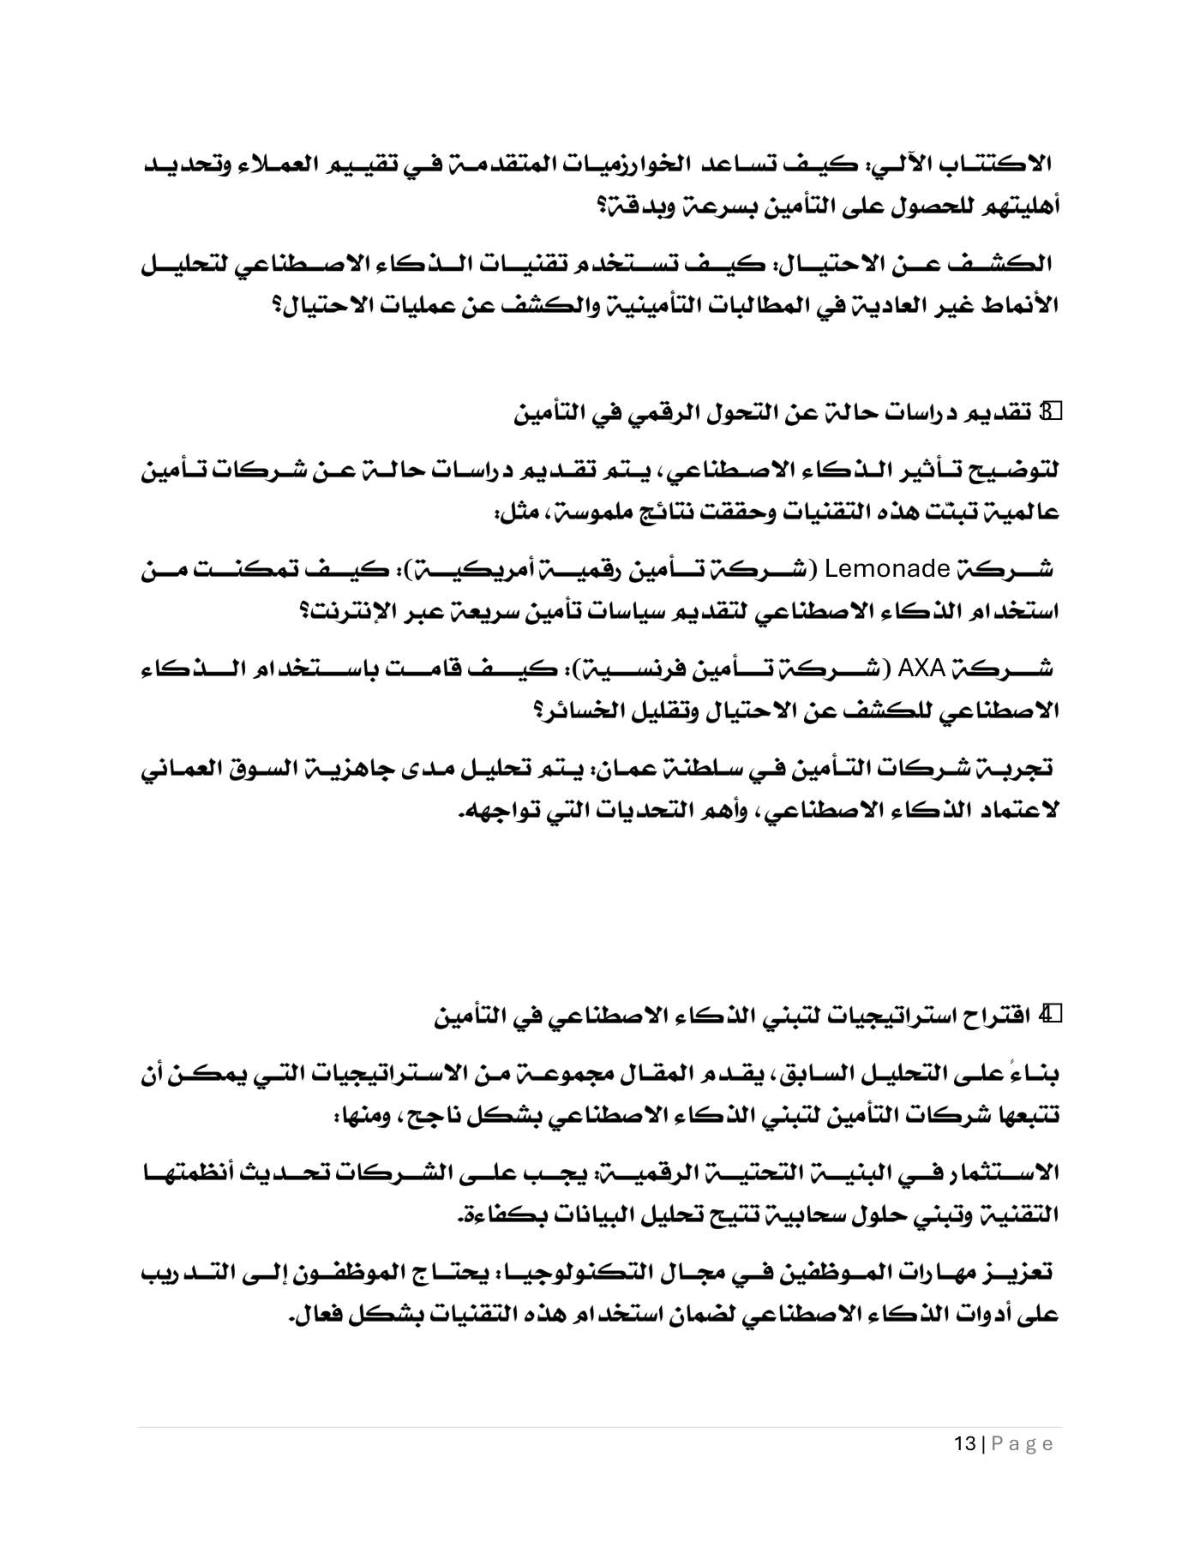 الاكتتاب الآلي: كيف تساعد الخوارزميات المتقدمة في تقييم العملاء وتحديد
أهليتهم للحصول على التأمين بسرعة وبدقة؟
الكشف عن الاحتيال: كيف تستخدم تقنيات الذكاء الاصطناعي لتحليل
الأنماط غير العادية في المطالبات التأمينية والكشف عن عمليات الاحتيال؟
3 تقديم دراسات حالة عن التحول الرقمي في التأمين
لتوضيح تأثير الذكاء الاصطناعي، يتم تقديم دراسات حالة عن شركات تأمين
عالمية تبنّت هذه التقنيات وحققت نتائج ملموسة، مثل:
شركة Lemonade (شركة تأمين رقمية أمريكية): كيف تمكنت من
استخدام الذكاء الاصطناعي لتقديم سياسات تأمين سريعة عبر الإنترنت؟
شركة AXA (شركة تأمين فرنسية): كيف قامت باستخدام الذكاء
الاصطناعي للكشف عن الاحتيال وتقليل الخسائر؟
تجربة شركات التأمين في سلطنة عمان: يتم تحليل مدى جاهزية السوق العماني
لاعتماد الذكاء الاصطناعي، وأهم التحديات التي تواجهه.
4 اقتراح استراتيجيات لتبني الذكاء الاصطناعي في التأمين
بناءً على التحليل السابق، يقدم المقال مجموعة من الاستراتيجيات التي يمكن أن
تتبعها شركات التأمين لتبني الذكاء الاصطناعي بشكل ناجح، ومنها:
الاستثمار في البنية التحتية الرقمية: يجب على الشركات تحديث أنظمتها
التقنية وتبني حلول سحابية تتيح تحليل البيانات بكفاءة.
تعزيز مهارات الموظفين في مجال التكنولوجيا: يحتاج الموظفون إلى التدريب
على أدوات الذكاء الاصطناعي لضمان استخدام هذه التقنيات بشكل فعال.
13 | Page